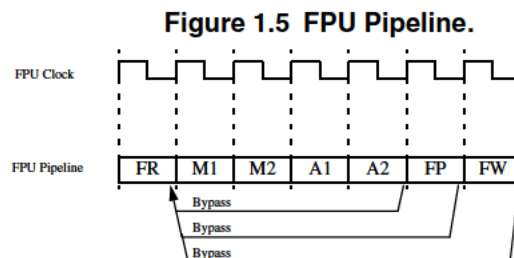 Figure 1.5 FPU Pipeline.
FPU Clock
FPU Pipeline FR M1 M2 A1 A2 FP FW
Bypass
Bypass
Bypass